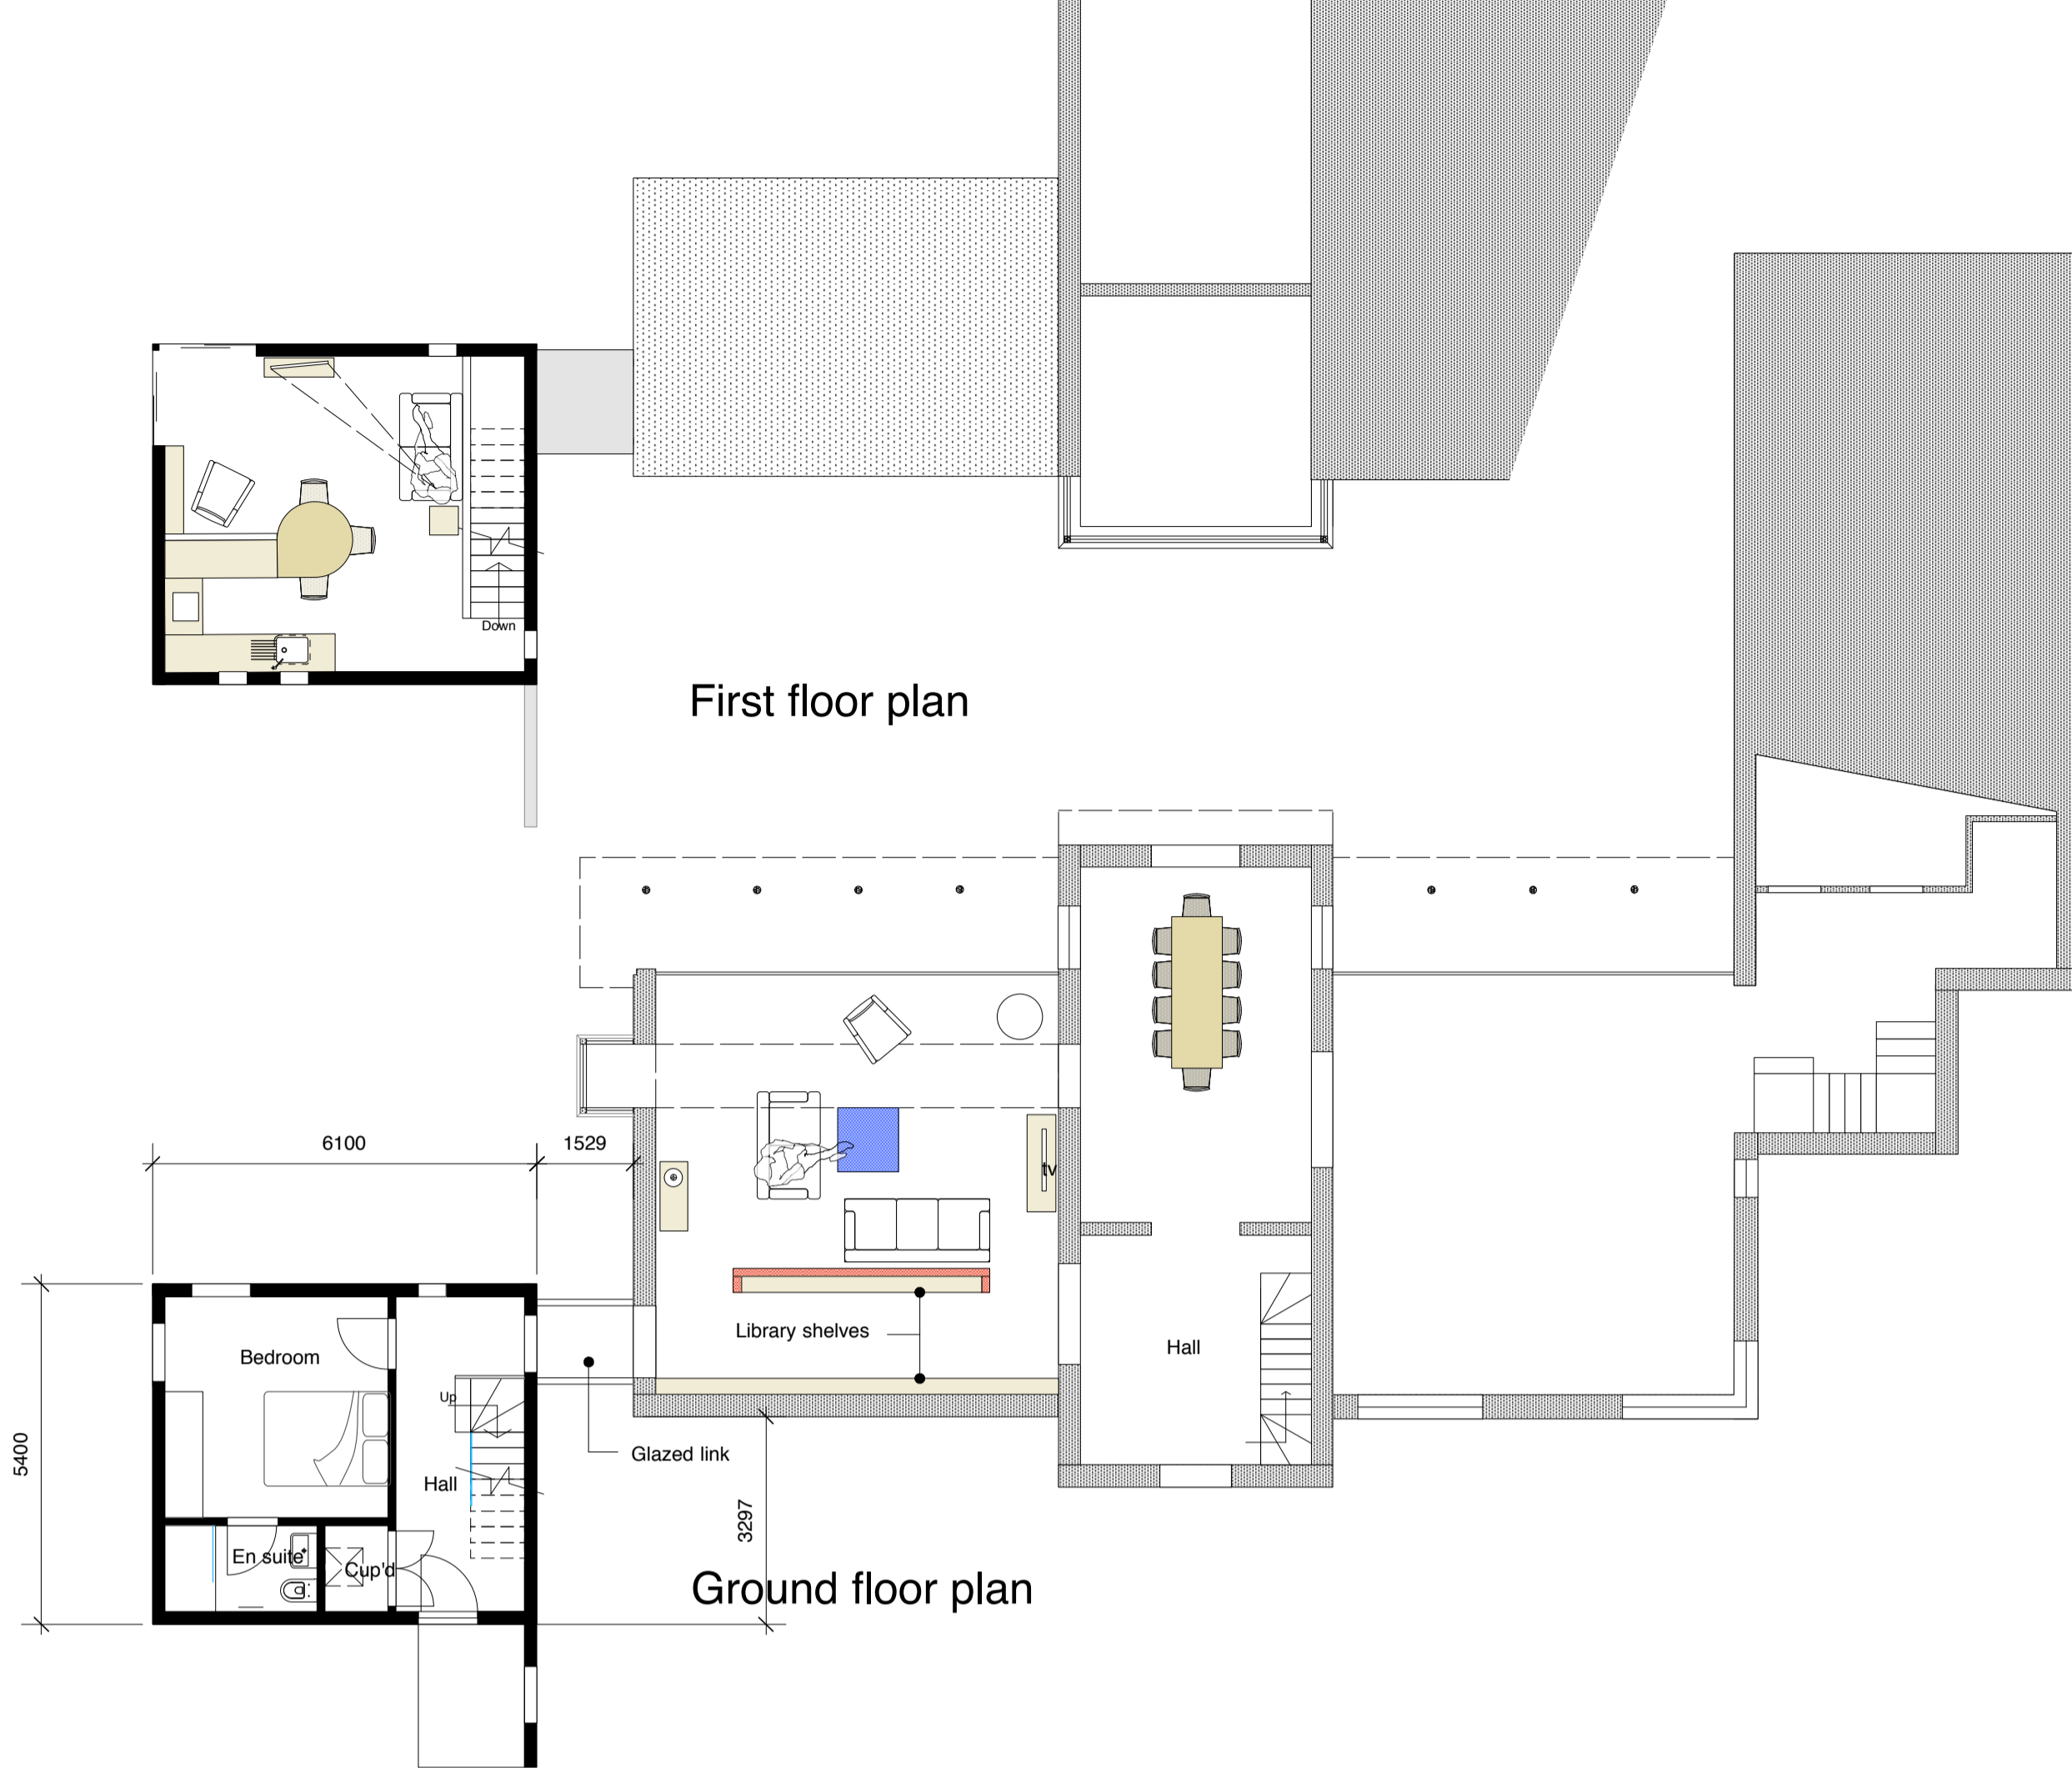 Down
First floor plan
6100
1529
tv
Library shelves
Bedroom
Hall
Up
Glazed link
5400
Hall
3297
En suite
Cup'd
Ground floor plan